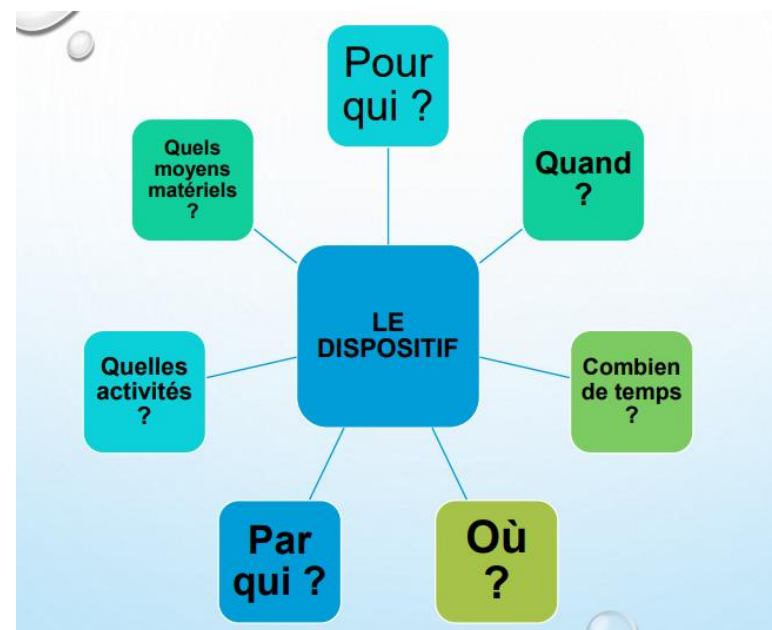 Pour
qui ?
Quels
moyens
matériels
?
Quand
?
LE
DISPOSITIF
Quelles
activités
?
Combien
de temps
?
Par
qui ?
Où
?